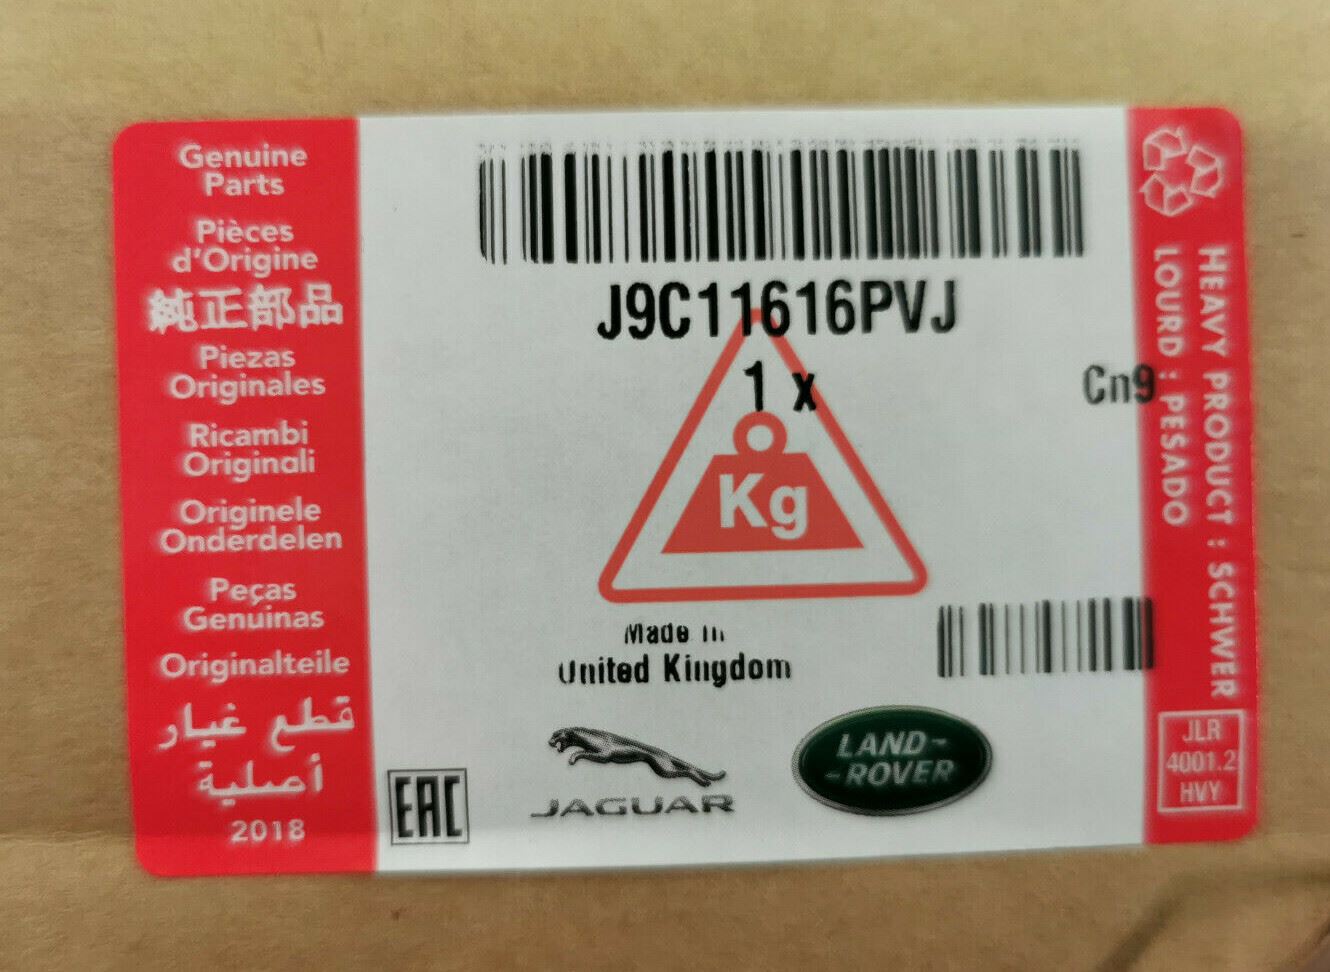 Genuine
Parts
Pièces
d'Origine
純正部品
Piezas
Originales
Ricambi
Originali
Originele
Onderdelen
Peças
Genuinas
Originalteile
قطع غيار
أصلية
2018
J9C11616PVJ
1 x
Cn9
Kg
Made in
United Kingdom
EAC
JAGUAR
LAND-
-ROVER
HEAVY PRODUCT : SCHWER
LOURD : PESADO
JLR
4001.2
HVY